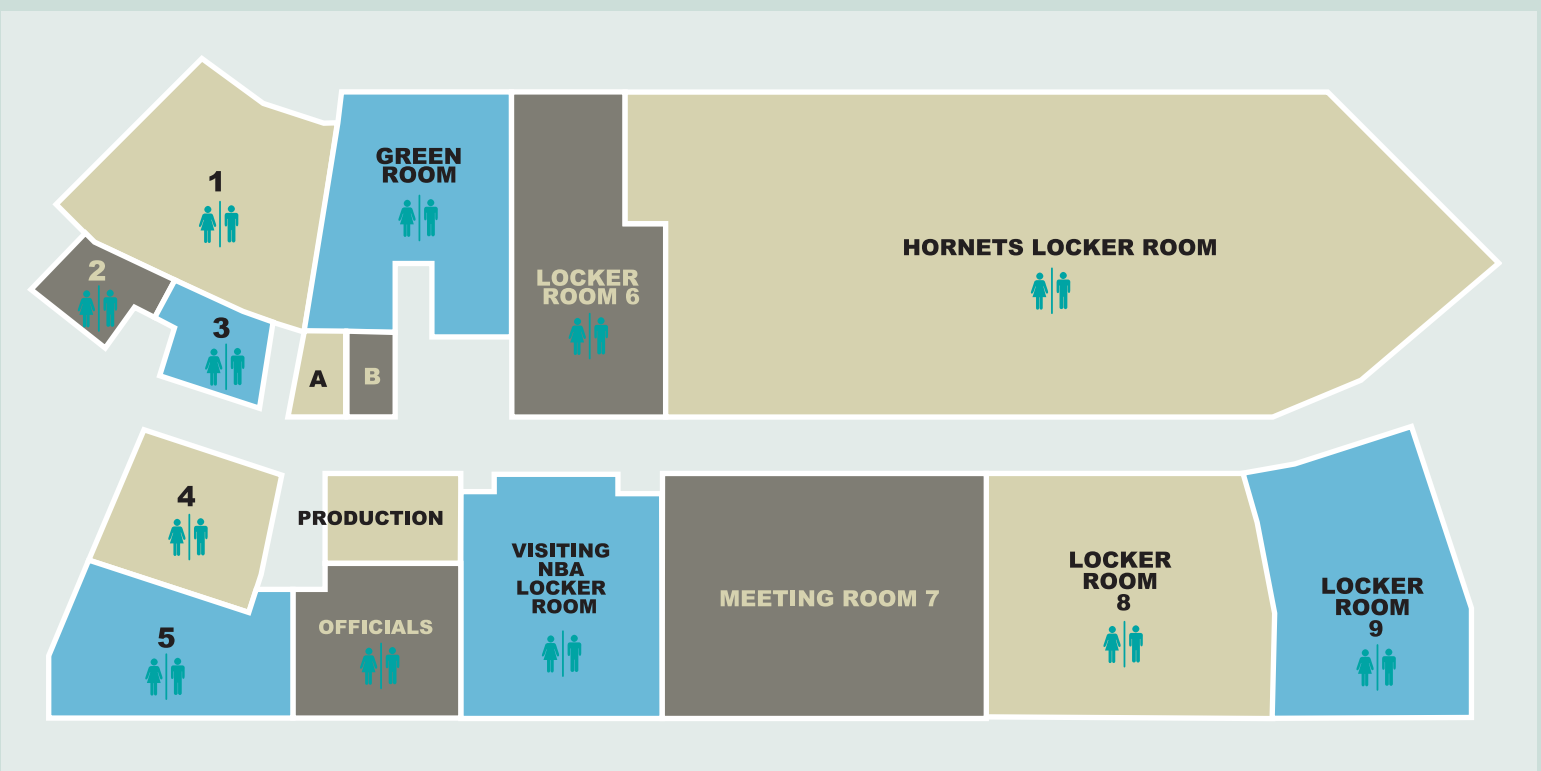 1
GREEN
ROOM
2
LOCKER
ROOM 6
HORNETS LOCKER ROOM
3
A
B
4
PRODUCTION
VISITING
NBA
LOCKER
ROOM
MEETING ROOM 7
LOCKER
ROOM
8
LOCKER
ROOM
9
5
OFFICIALS